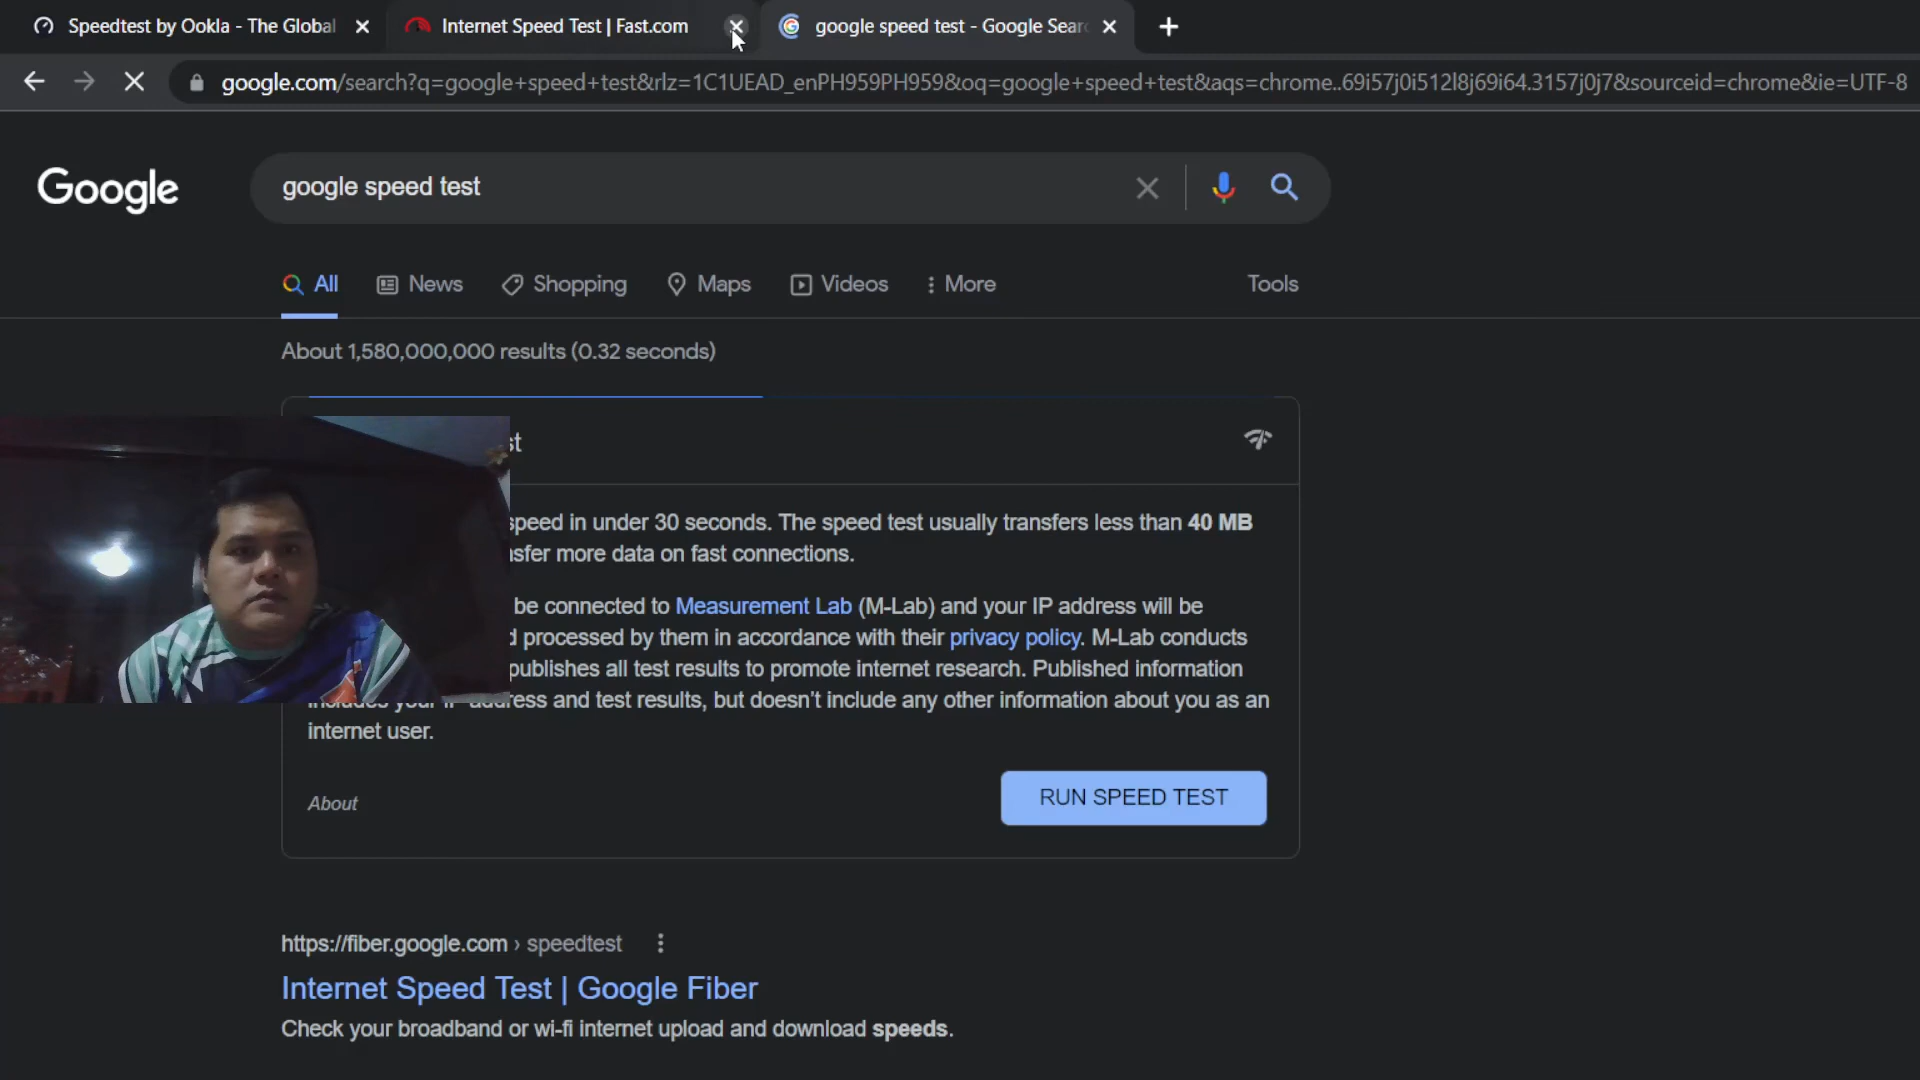 Speedtest by Ookla - The Global
Internet Speed Test | Fast.com
google speed test - Google Sear
google.com/search?q=google+speed+test&rlz=1C1UEAD_enPH959PH959&oq=google+speed+test&aqs=chrome..69i57j0i512l8j69i64.3157j0j7&sourceid=chrome&ie=UTF-8
Google
google speed test
All
News
Shopping
Maps
Videos
More
Tools
About 1,580,000,000 results (0.32 seconds)
speed in under 30 seconds. The speed test usually transfers less than 40 MB
more data on fast connections.
be connected to Measurement Lab (M-Lab) and your IP address will be
processed by them in accordance with their privacy policy. M-Lab conducts
publishes all test results to promote internet research. Published information
includes your IP address and test results, but doesn't include any other information about you as an
internet user.
About
RUN SPEED TEST
https://fiber.google.com › speedtest
Internet Speed Test | Google Fiber
Check your broadband or wi-fi internet upload and download speeds.